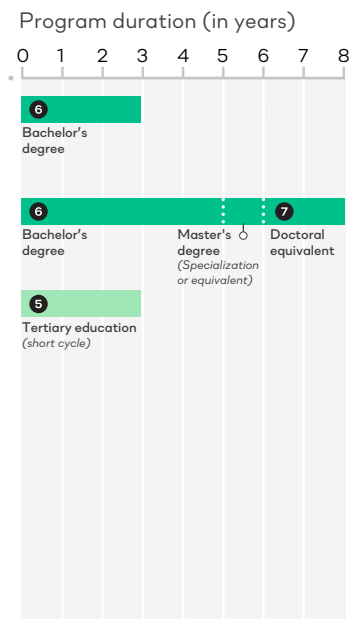 Program duration (in years)
0 1 2 3 4 5 6 7 8
6
Bachelor's
degree
6 7
Bachelor's
degree
Master's
degree
(Specialization
or equivalent)
Doctoral
equivalent
5
Tertiary education
(short cycle)